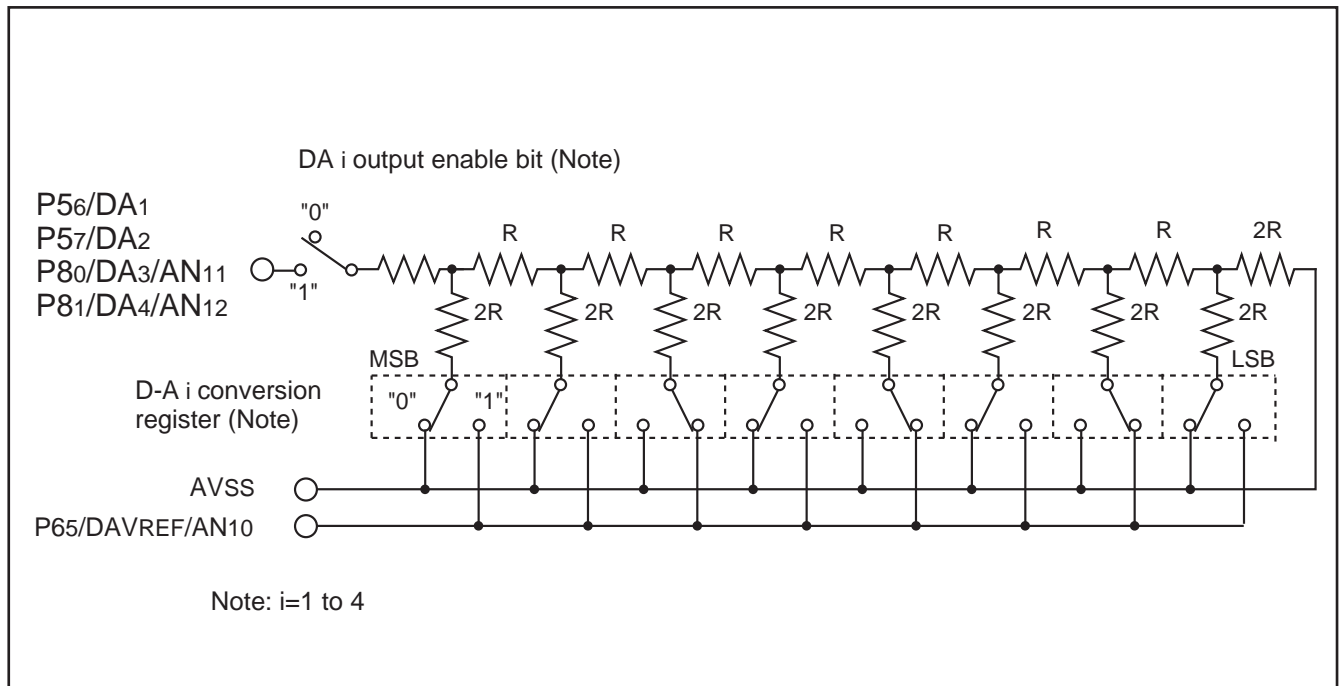 DA i output enable bit (Note)
P56/DA1
P57/DA2
P80/DA3/AN11
P81/DA4/AN12
"0"
"1"
R R R R R R R 2R
2R 2R 2R 2R 2R 2R 2R 2R
MSB LSB
D-A i conversion
register (Note)
"0" "1"
AVSS
P65/DAVREF/AN10
Note: i=1 to 4